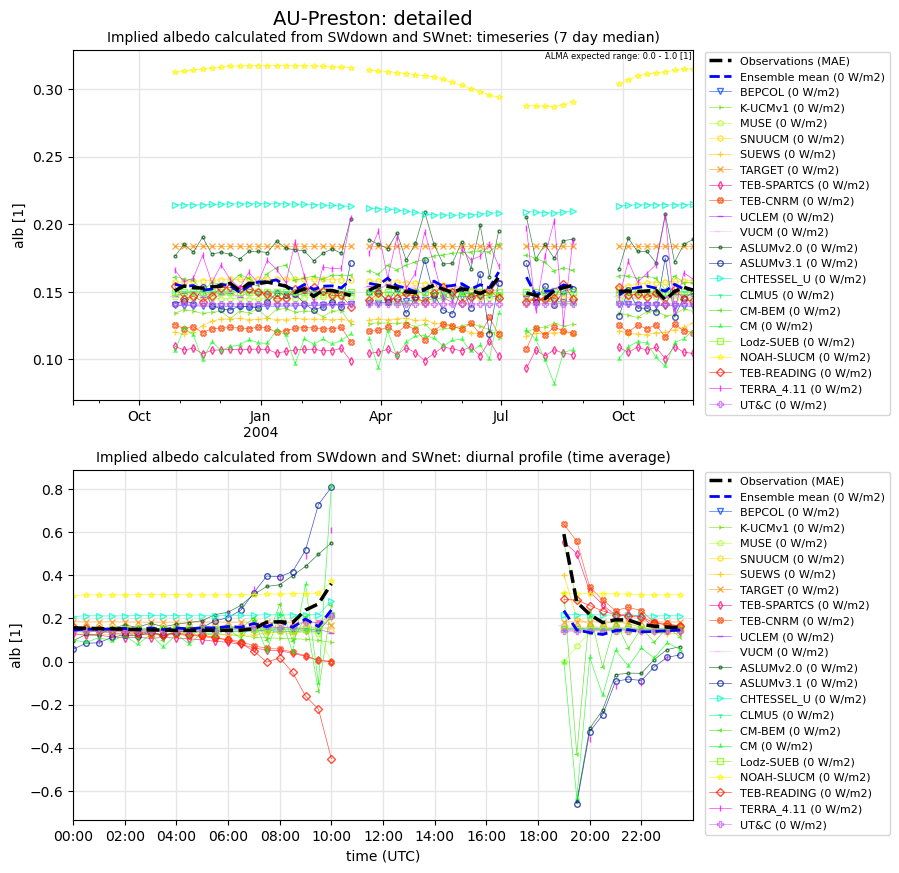 AU-Preston: detailed
Implied albedo calculated from SWdown and SWnet: timeseries (7 day median)
ALMA expected range: 0.0 - 1.0 [1]
alb [1]
0.30
0.25
0.20
0.15
0.10
Oct
Jan
2004
Apr
Jul
Oct
Observations (MAE)
Ensemble mean (0 W/m2)
BEPCOL (0 W/m2)
K-UCMv1 (0 W/m2)
MUSE (0 W/m2)
SNUUCM (0 W/m2)
SUEWS (0 W/m2)
TARGET (0 W/m2)
TEB-SPARTCS (0 W/m2)
TEB-CNRM (0 W/m2)
UCLEM (0 W/m2)
VUCM (0 W/m2)
ASLUMv2.0 (0 W/m2)
ASLUMv3.1 (0 W/m2)
CHTESSEL_U (0 W/m2)
CLMU5 (0 W/m2)
CM-BEM (0 W/m2)
CM (0 W/m2)
Lodz-SUEB (0 W/m2)
NOAH-SLUCM (0 W/m2)
TEB-READING (0 W/m2)
TERRA_4.11 (0 W/m2)
UT&C (0 W/m2)
Implied albedo calculated from SWdown and SWnet: diurnal profile (time average)
alb [1]
0.8
0.6
0.4
0.2
0.0
−0.2
−0.4
−0.6
00:00
02:00
04:00
06:00
08:00
10:00
12:00
14:00
16:00
18:00
20:00
22:00
time (UTC)
Observation (MAE)
Ensemble mean (0 W/m2)
BEPCOL (0 W/m2)
K-UCMv1 (0 W/m2)
MUSE (0 W/m2)
SNUUCM (0 W/m2)
SUEWS (0 W/m2)
TARGET (0 W/m2)
TEB-SPARTCS (0 W/m2)
TEB-CNRM (0 W/m2)
UCLEM (0 W/m2)
VUCM (0 W/m2)
ASLUMv2.0 (0 W/m2)
ASLUMv3.1 (0 W/m2)
CHTESSEL_U (0 W/m2)
CLMU5 (0 W/m2)
CM-BEM (0 W/m2)
CM (0 W/m2)
Lodz-SUEB (0 W/m2)
NOAH-SLUCM (0 W/m2)
TEB-READING (0 W/m2)
TERRA_4.11 (0 W/m2)
UT&C (0 W/m2)